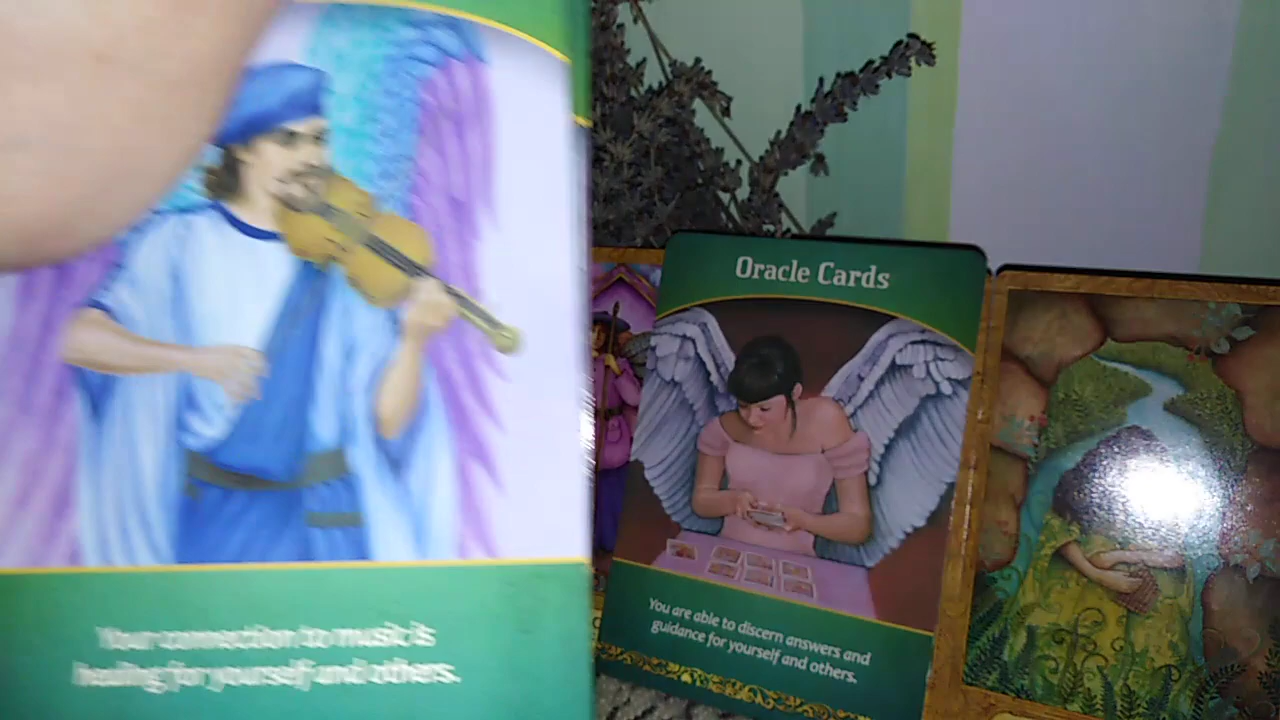 Your connection to music is
healing for yourself and others.
Oracle Cards
You are able to discern answers and
guidance for yourself and others.